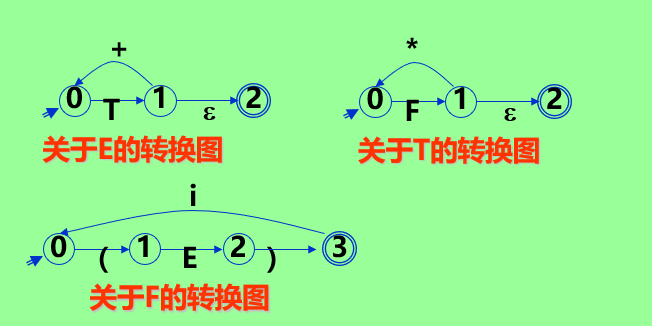 +
0 T 1 ε 2
关于E的转换图
*
0 F 1 ε 2
关于T的转换图
i
0 ( 1 E 2 ) 3
关于F的转换图